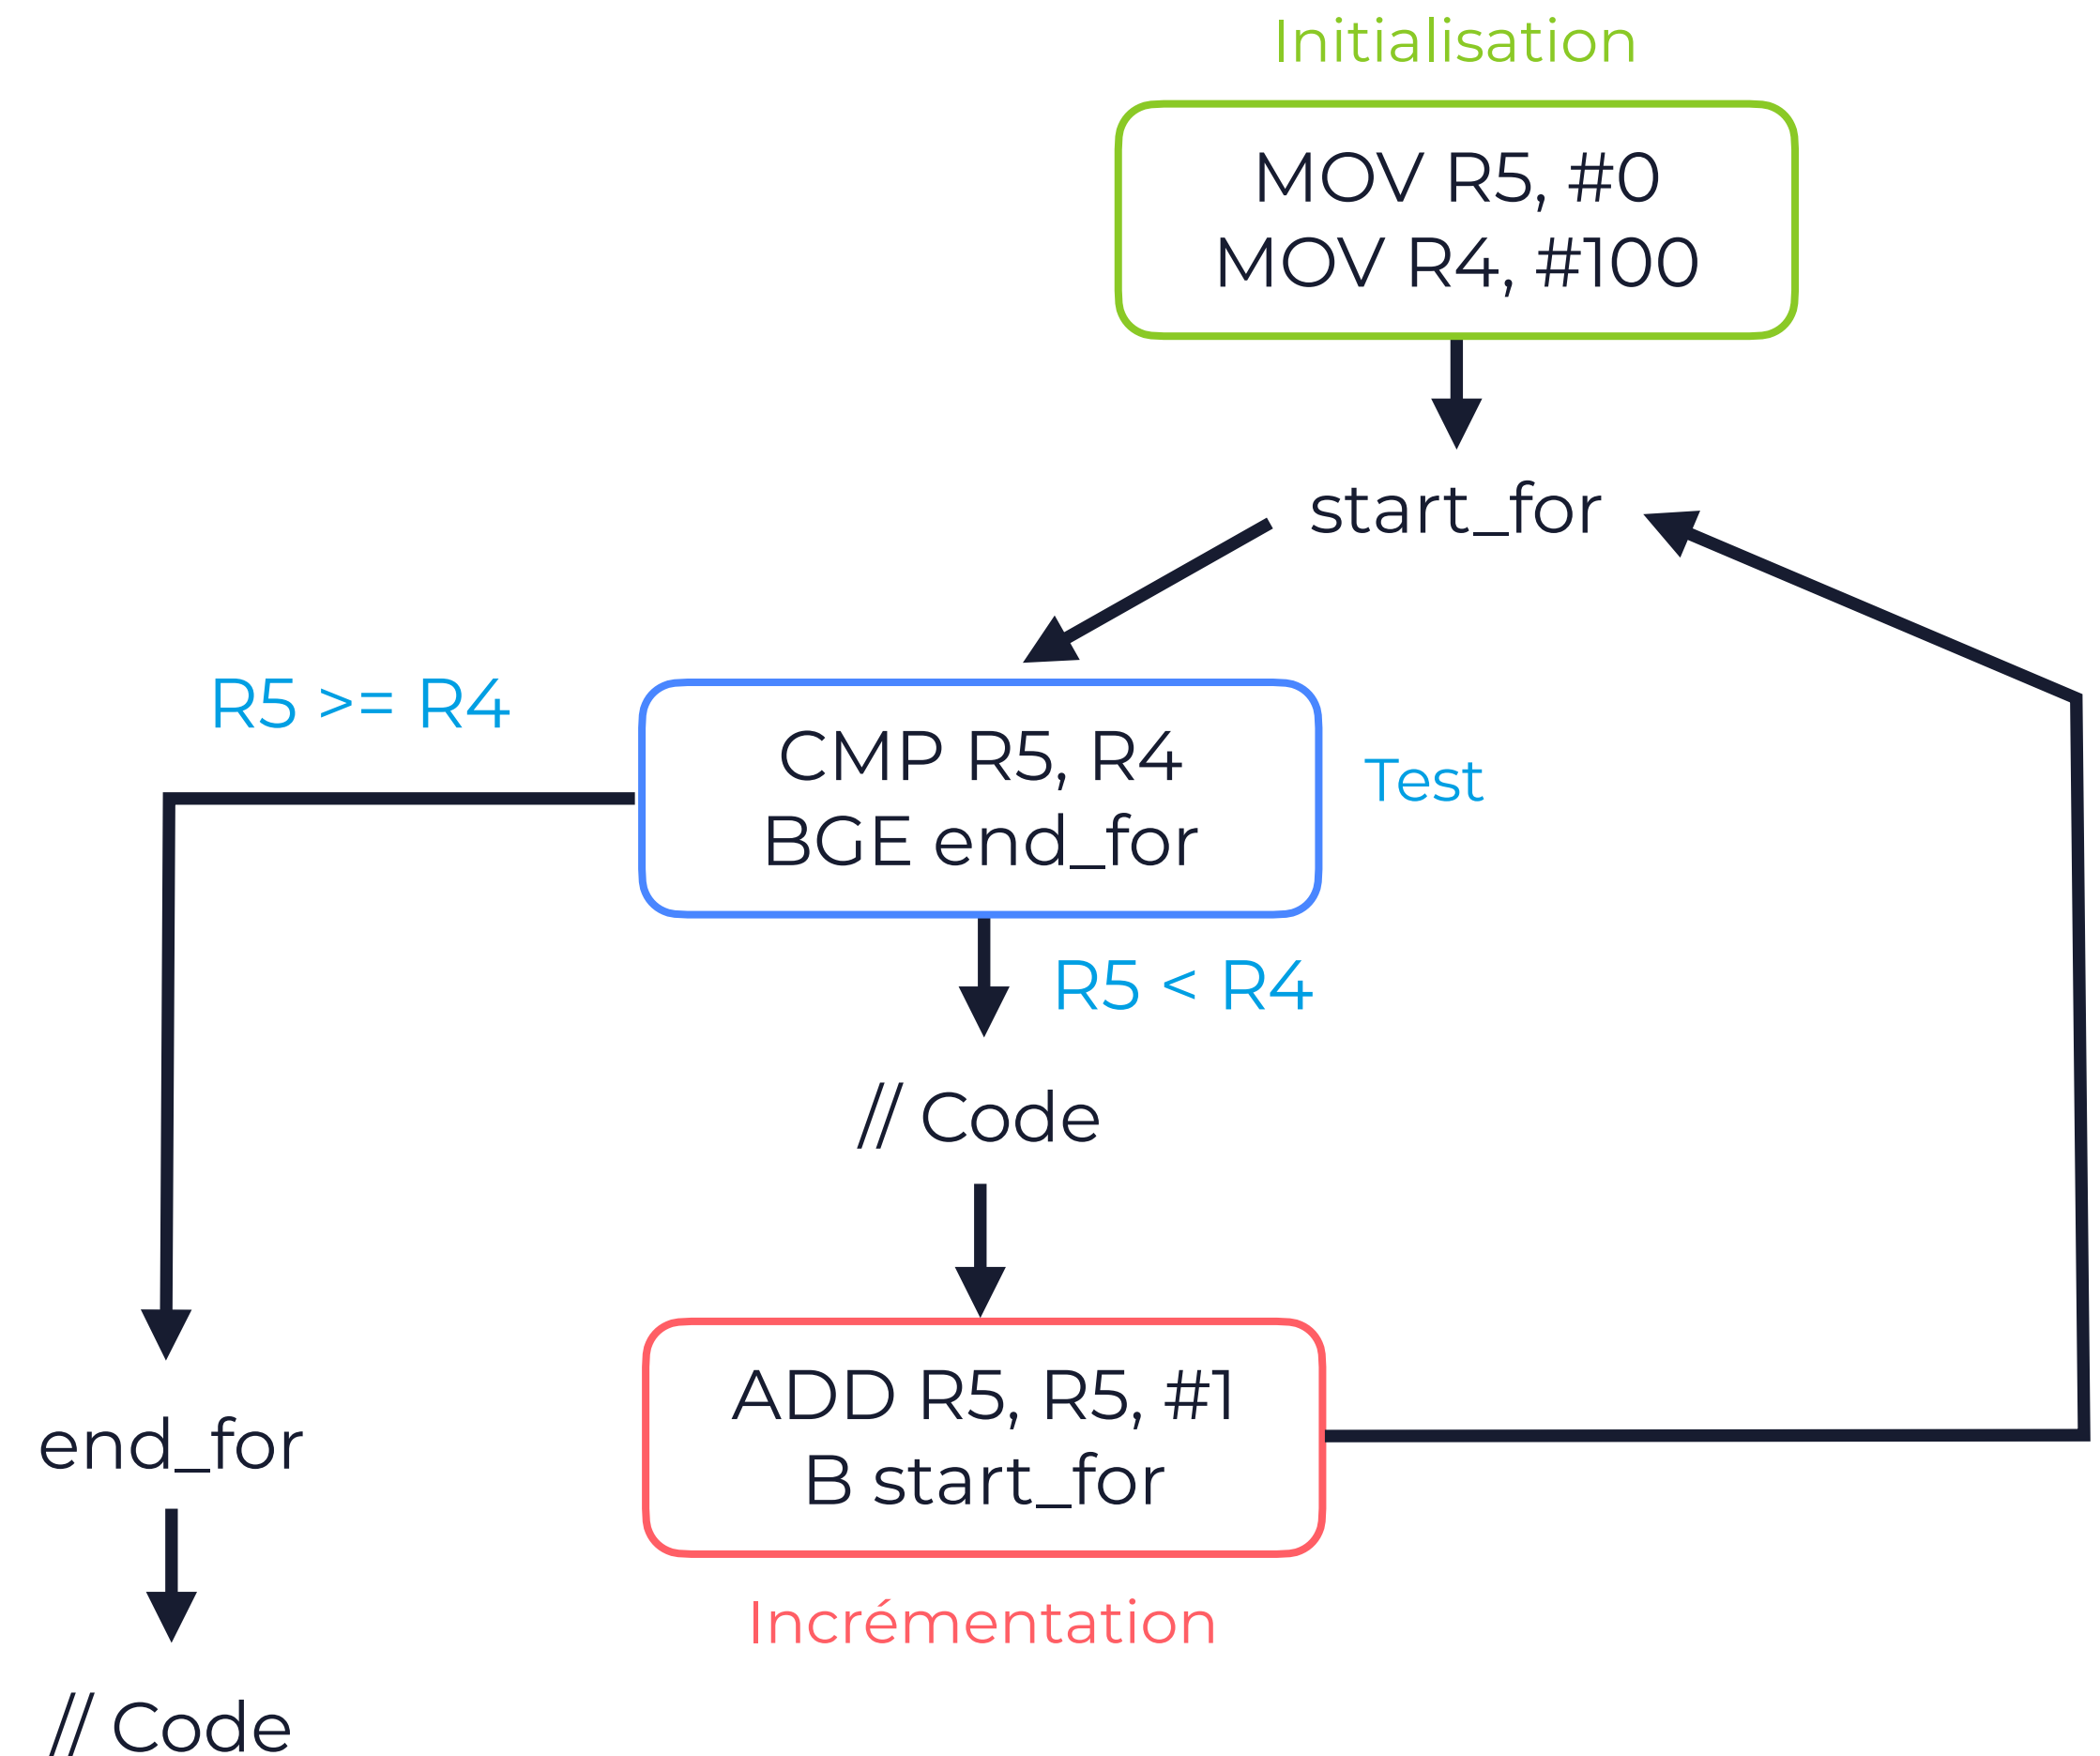 Initialisation
MOV R5, #0
MOV R4, #100
start_for
R5 >= R4
CMP R5, R4
BGE end_for
Test
R5 < R4
// Code
ADD R5, R5, #1
B start_for
Incrémentation
end_for
// Code